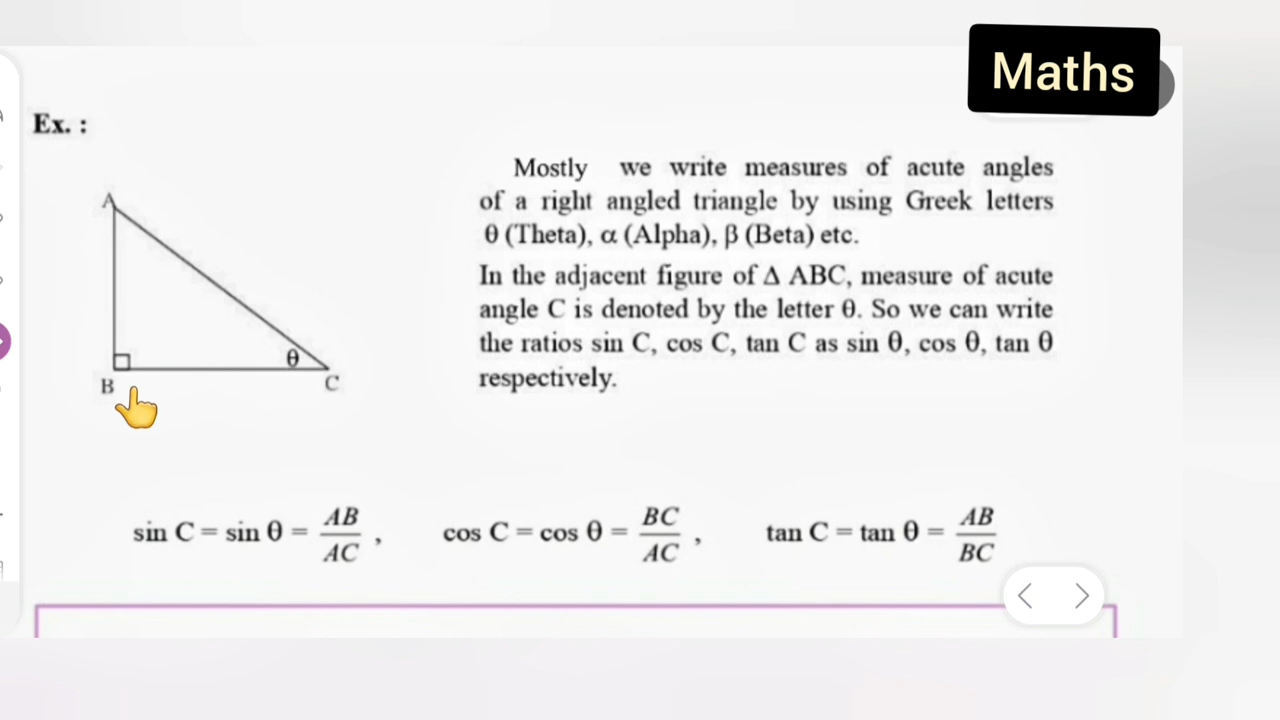 Maths
Ex. :
A
B
C
θ
Mostly we write measures of acute angles
of a right angled triangle by using Greek letters
θ (Theta), α (Alpha), β (Beta) etc.
In the adjacent figure of Δ ABC, measure of acute
angle C is denoted by the letter θ. So we can write
the ratios sin C, cos C, tan C as sin θ, cos θ, tan θ
respectively.
sin C = sin θ = AB/AC , cos C = cos θ = BC/AC , tan C = tan θ = AB/BC